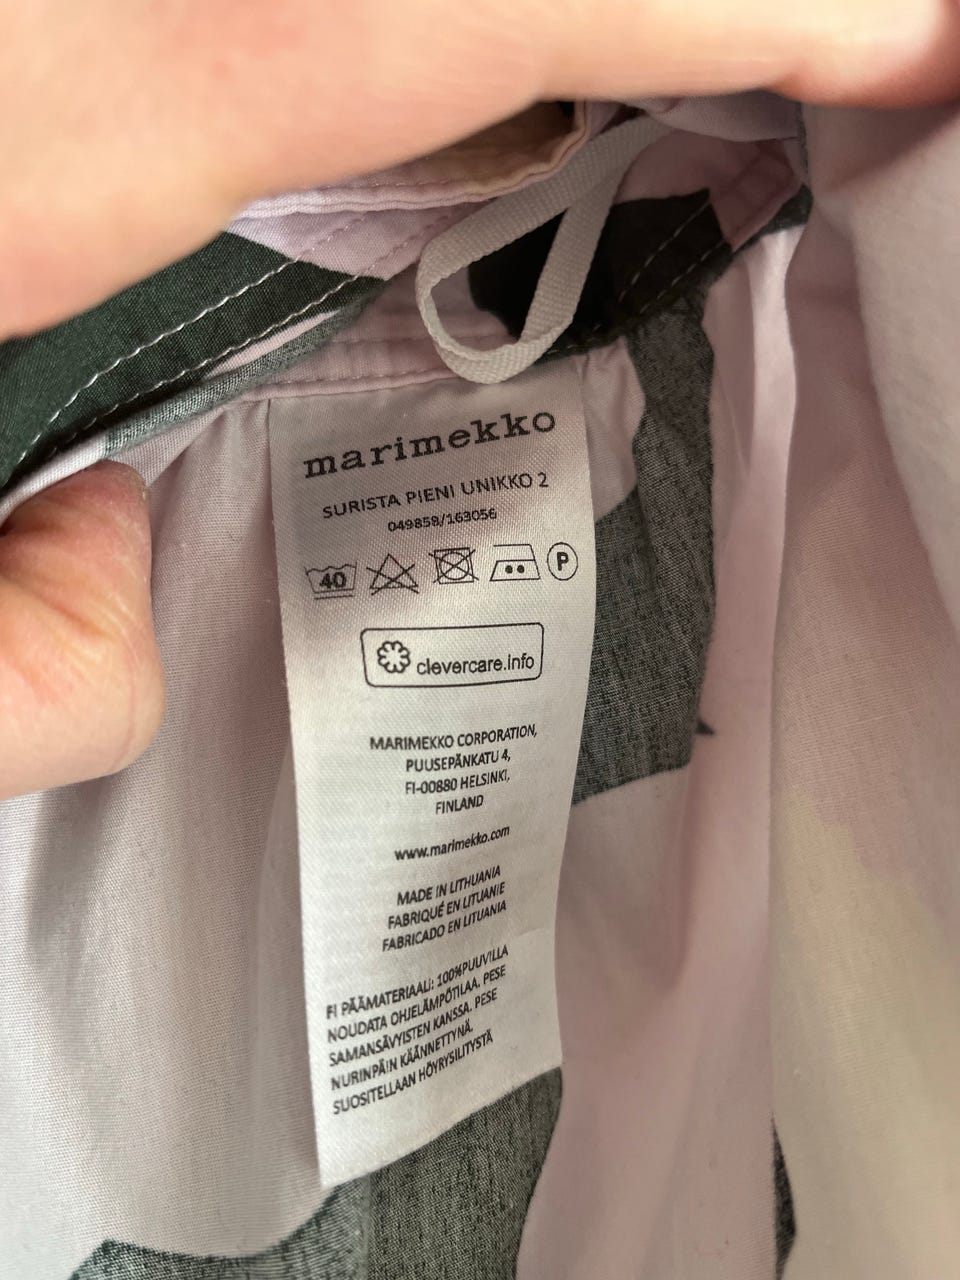 marimekko
SURISTA PIENI UNIKKO 2
049858/163056
40 P
clevercare.info
MARIMEKKO CORPORATION,
PUUSEPÄNKATU 4,
FI-00880 HELSINKI,
FINLAND
www.marimekko.com
MADE IN LITHUANIA
FABRIQUÉ EN LITUANIE
FABRICADO EN LITUANIA
FI PÄÄMATERIAALI: 100%PUUVILLA
NOUDATA OHJELÄMPÖTILAA. PESE
SAMANSÄVYISTEN KANSSA. PESE
NURINPÄIN KÄÄNNETTYNÄ.
SUOSITELLAAN HÖYRYSILITYSTÄ